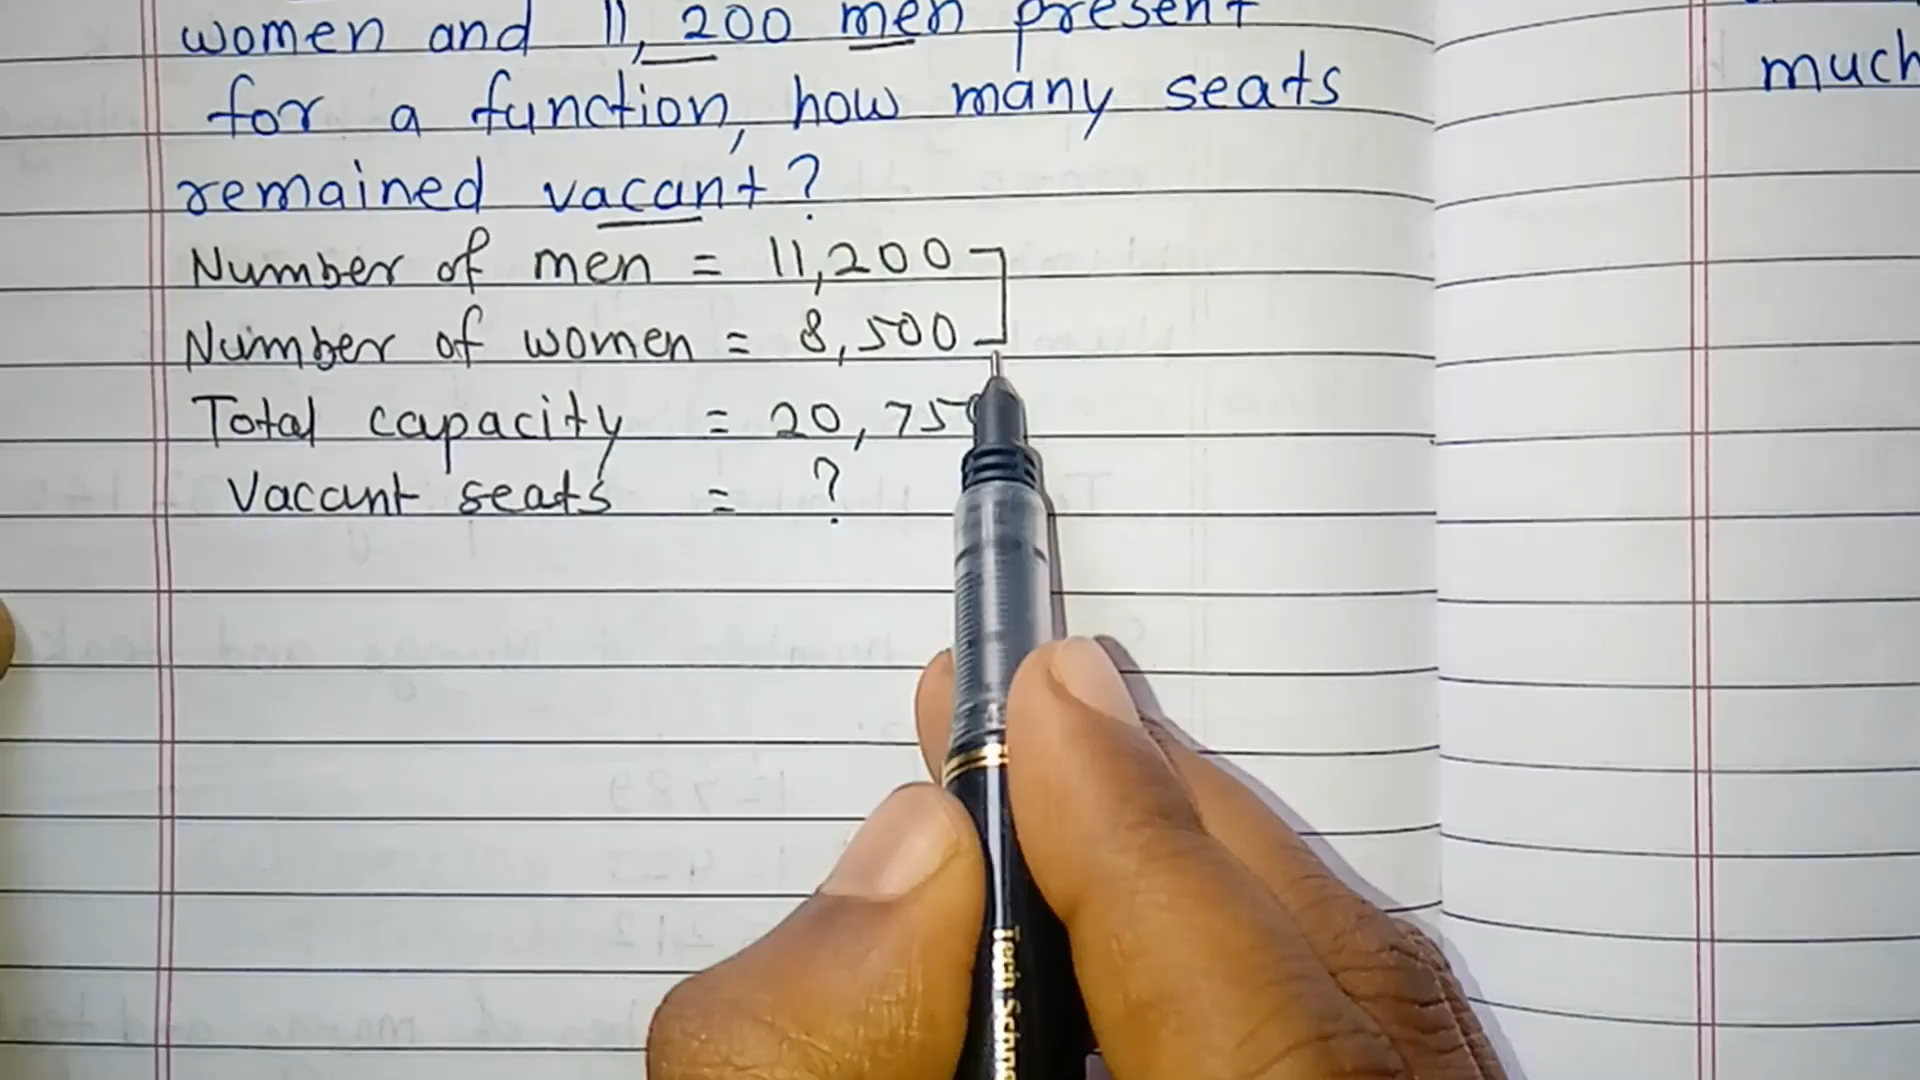 women and 11,200 men present
for a function, how many seats
remained vacant?
Number of men = 11,200
Number of women = 8,500
Total capacity = 20,750
Vacant seats = ?
much